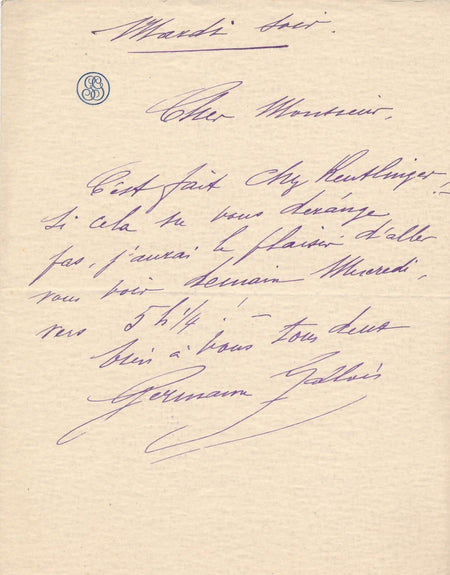 Mardi soir.
Cher Monsieur,
C'est fait chez Reutlinger!
Si cela ne vous dérange
pas, j'aurai le plaisir d'aller
vous voir demain Mercredi,
vers 5h 1/4! -
bien à vous tous deux
Germaine Gallois